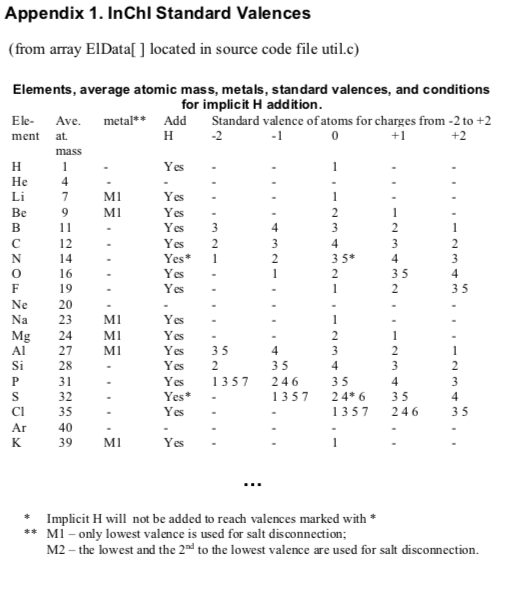 Appendix 1. InChI Standard Valences
(from array ElData[ ] located in source code file util.c)
Elements, average atomic mass, metals, standard valences, and conditions
for implicit H addition.
Ele- Ave. metal** Add Standard valence of atoms for charges from -2 to +2
ment at. H -2 -1 0 +1 +2
mass
H 1 - Yes - - 1 - -
He 4 - - - - - - -
Li 7 M1 Yes - - 1 - -
Be 9 M1 Yes - - 2 1 -
B 11 - Yes 3 4 3 2 1
C 12 - Yes 2 3 4 3 2
N 14 - Yes* 1 2 3 5* 4 3
O 16 - Yes - 1 2 3 5 4
F 19 - Yes - - 1 2 3 5
Ne 20 - - - - - - -
Na 23 M1 Yes - - 1 - -
Mg 24 M1 Yes - - 2 1 -
Al 27 M1 Yes 3 5 4 3 2 1
Si 28 - Yes 2 3 5 4 3 2
P 31 - Yes 1 3 5 7 2 4 6 3 5 4 3
S 32 - Yes* - 1 3 5 7 2 4* 6 3 5 4
Cl 35 - Yes - - 1 3 5 7 2 4 6 3 5
Ar 40 - - - - - - -
K 39 M1 Yes - - 1 - -
...
* Implicit H will not be added to reach valences marked with *
** M1 – only lowest valence is used for salt disconnection;
M2 – the lowest and the 2nd to the lowest valence are used for salt disconnection.